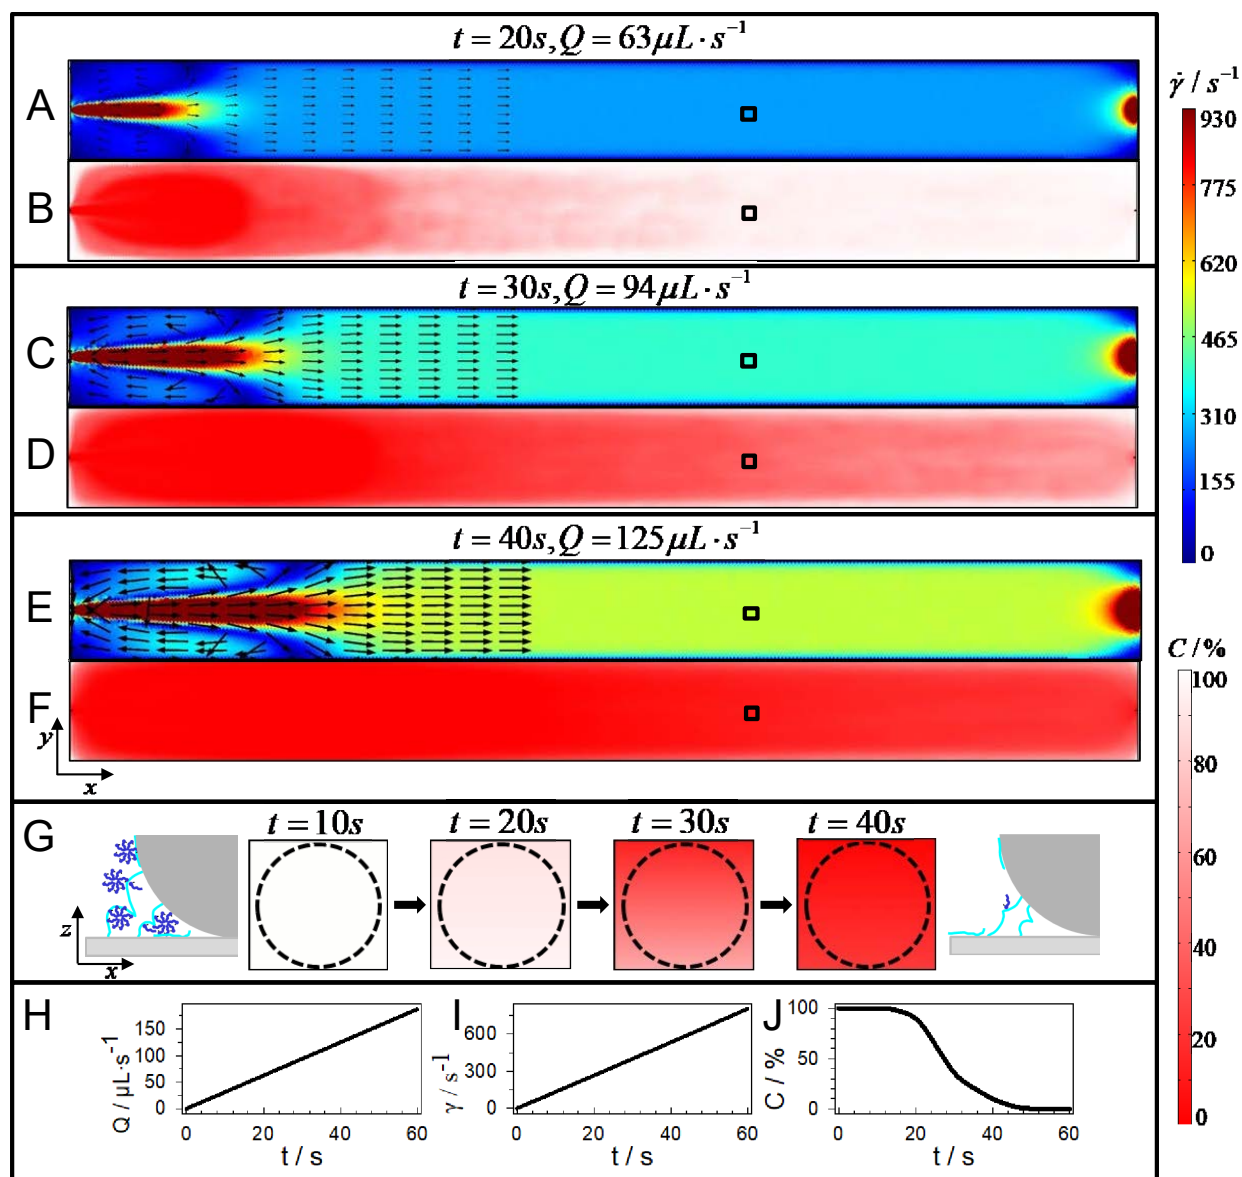 t = 20s, Q = 63μL·s⁻¹
A
B
γ̇ / s⁻¹
930
775
620
465
310
155
0
t = 30s, Q = 94μL·s⁻¹
C
D
t = 40s, Q = 125μL·s⁻¹
E
F
y
x
C / %
100
80
60
40
20
0
G
t = 10s
t = 20s
t = 30s
t = 40s
z
x
H
Q / μL·s⁻¹
150
100
50
0
0 20 40 60
t / s
I
γ / s⁻¹
600
300
0
0 20 40 60
t / s
J
C / %
100
50
0
0 20 40 60
t / s